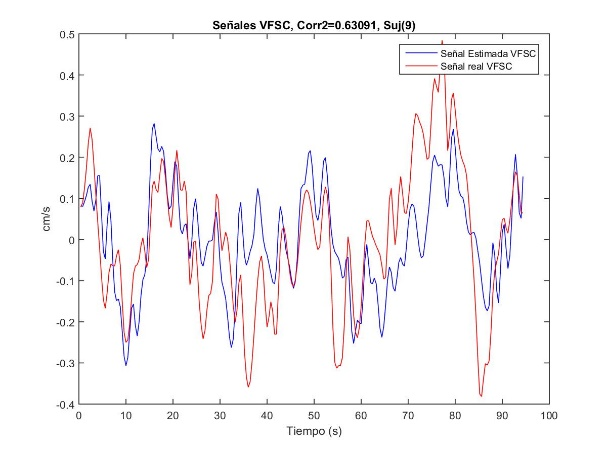 Señales VFSC, Corr2=0.63091, Suj(9)
Señal Estimada VFSC
Señal real VFSC
0.5
0.4
0.3
0.2
0.1
0
-0.1
-0.2
-0.3
-0.4
cm/s
0 10 20 30 40 50 60 70 80 90 100
Tiempo (s)